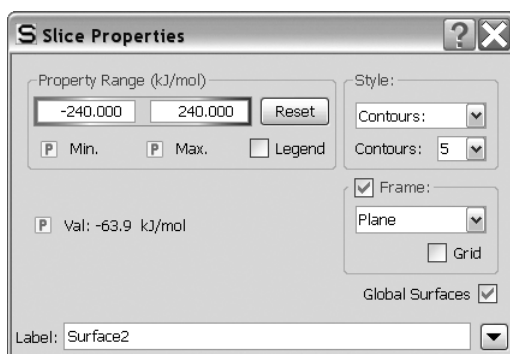 S Slice Properties ?
Property Range (kJ/mol)
-240.000 240.000 Reset
P Min. P Max. Legend
Style:
Contours:
Contours: 5
Frame:
Plane
Grid
P Val: -63.9 kJ/mol
Global Surfaces
Label: Surface2